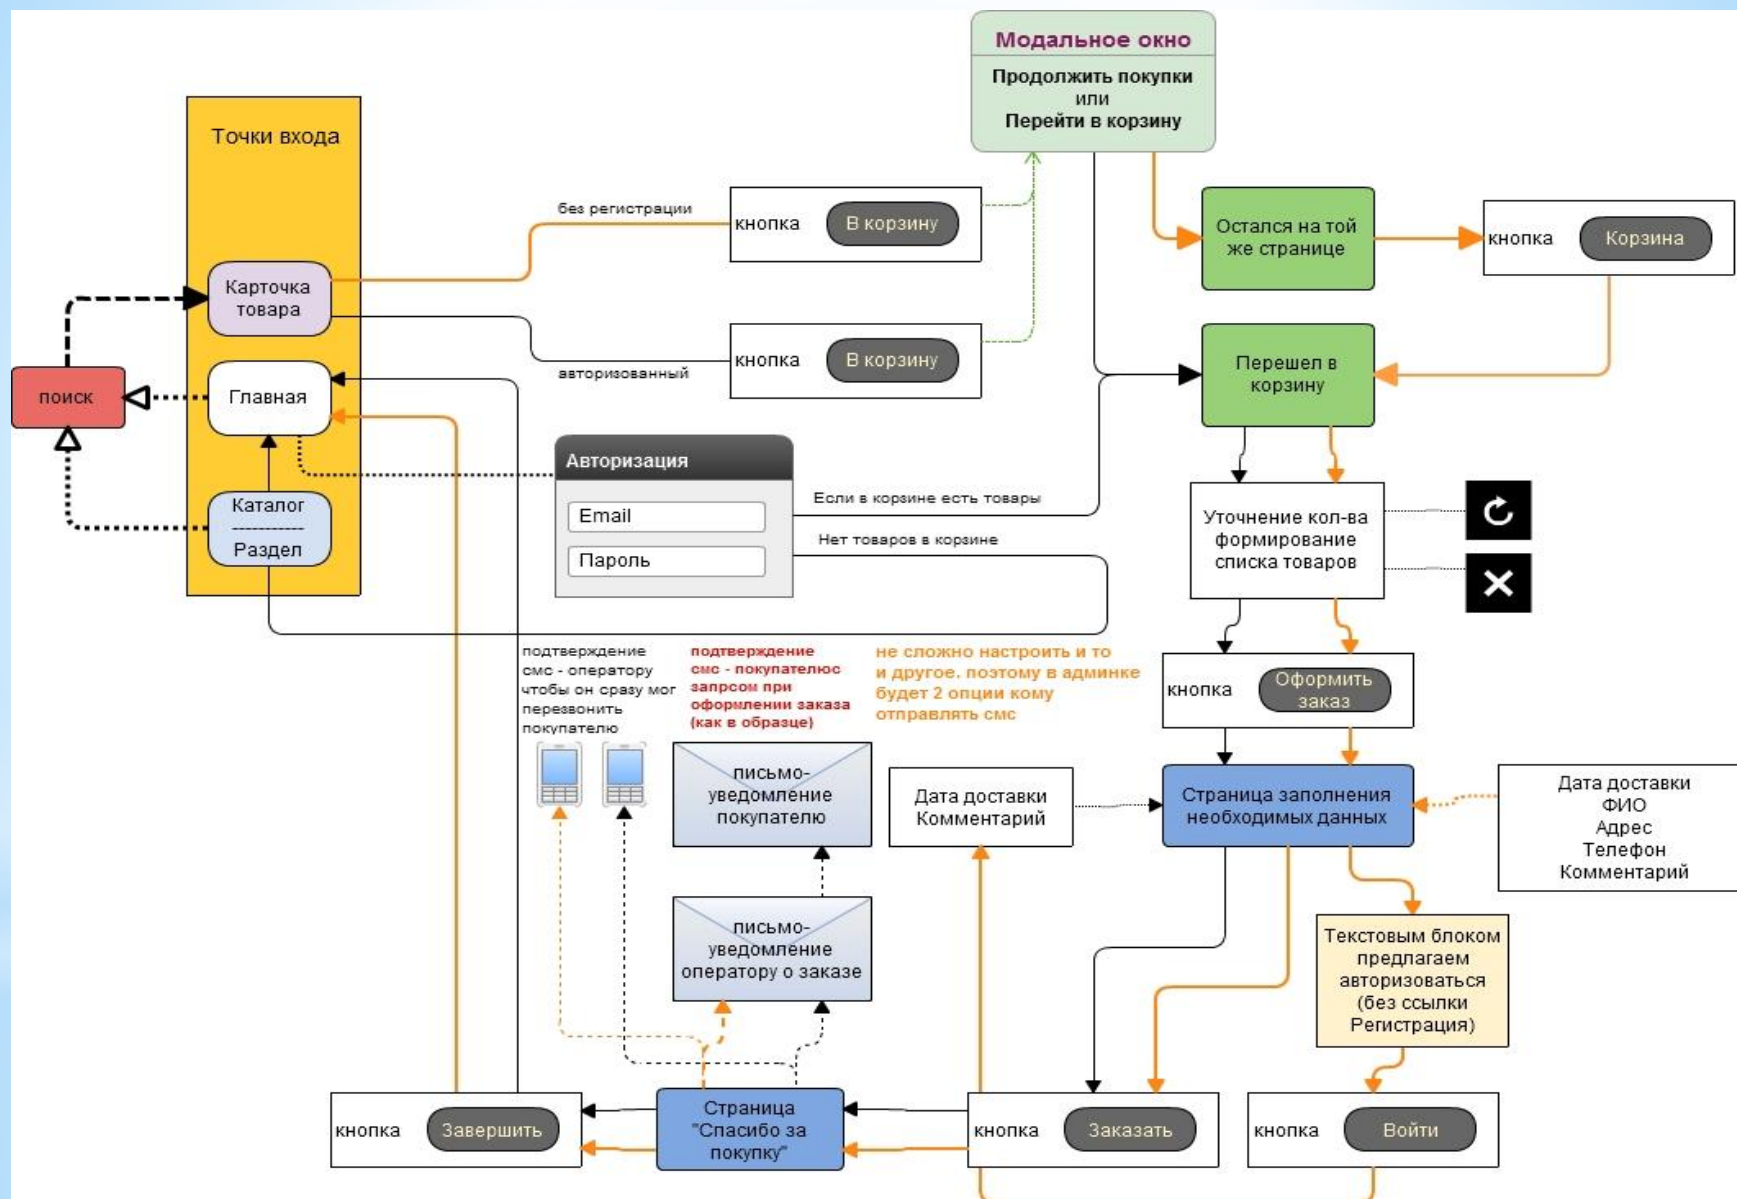 Модальное окно
Продолжить покупки
или
Перейти в корзину
Точки входа
без регистрации
кнопка
В корзину
Остался на той
же странице
кнопка
Корзина
Карточка
товара
кнопка
В корзину
авторизованный
Перешел в
корзину
поиск
Главная
Авторизация
Email
Пароль
Если в корзине есть товары
Нет товаров в корзине
Каталог
-----------
Раздел
Уточнение кол-ва
формирование
списка товаров
подтверждение
смс - оператору
чтобы он сразу мог
перезвонить
покупателю
подтверждение
смс - покупателюс
запрсом при
оформлении заказа
(как в образце)
не сложно настроить и то
и другое. поэтому в админке
будет 2 опции кому
отправлять смс
кнопка
Оформить
заказ
письмо-
уведомление
покупателю
Дата доставки
Комментарий
Страница заполнения
необходимых данных
Дата доставки
ФИО
Адрес
Телефон
Комментарий
письмо-
уведомление
оператору о заказе
Текстовым блоком
предлагаем
авторизоваться
(без ссылки
Регистрация)
кнопка
Завершить
Страница
"Спасибо за
покупку"
кнопка
Заказать
кнопка
Войти